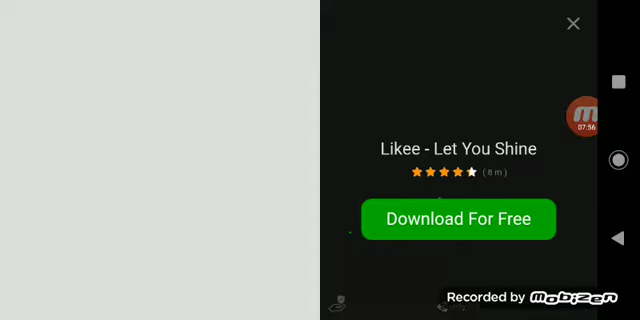 Likee - Let You Shine
( 8 m )
Download For Free
07:56
Recorded by mobizen